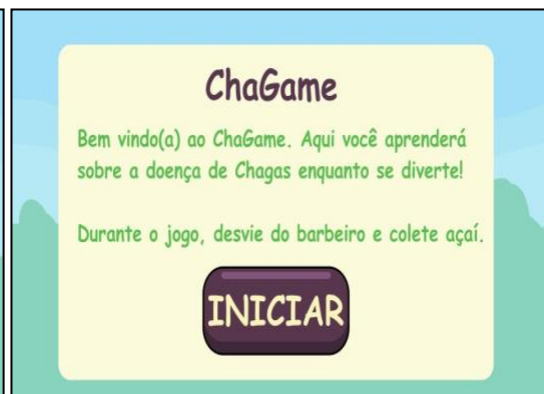 ChaGame
Bem vindo(a) ao ChaGame. Aqui você aprenderá
sobre a doença de Chagas enquanto se diverte!
Durante o jogo, desvie do barbeiro e colete açaí.
INICIAR